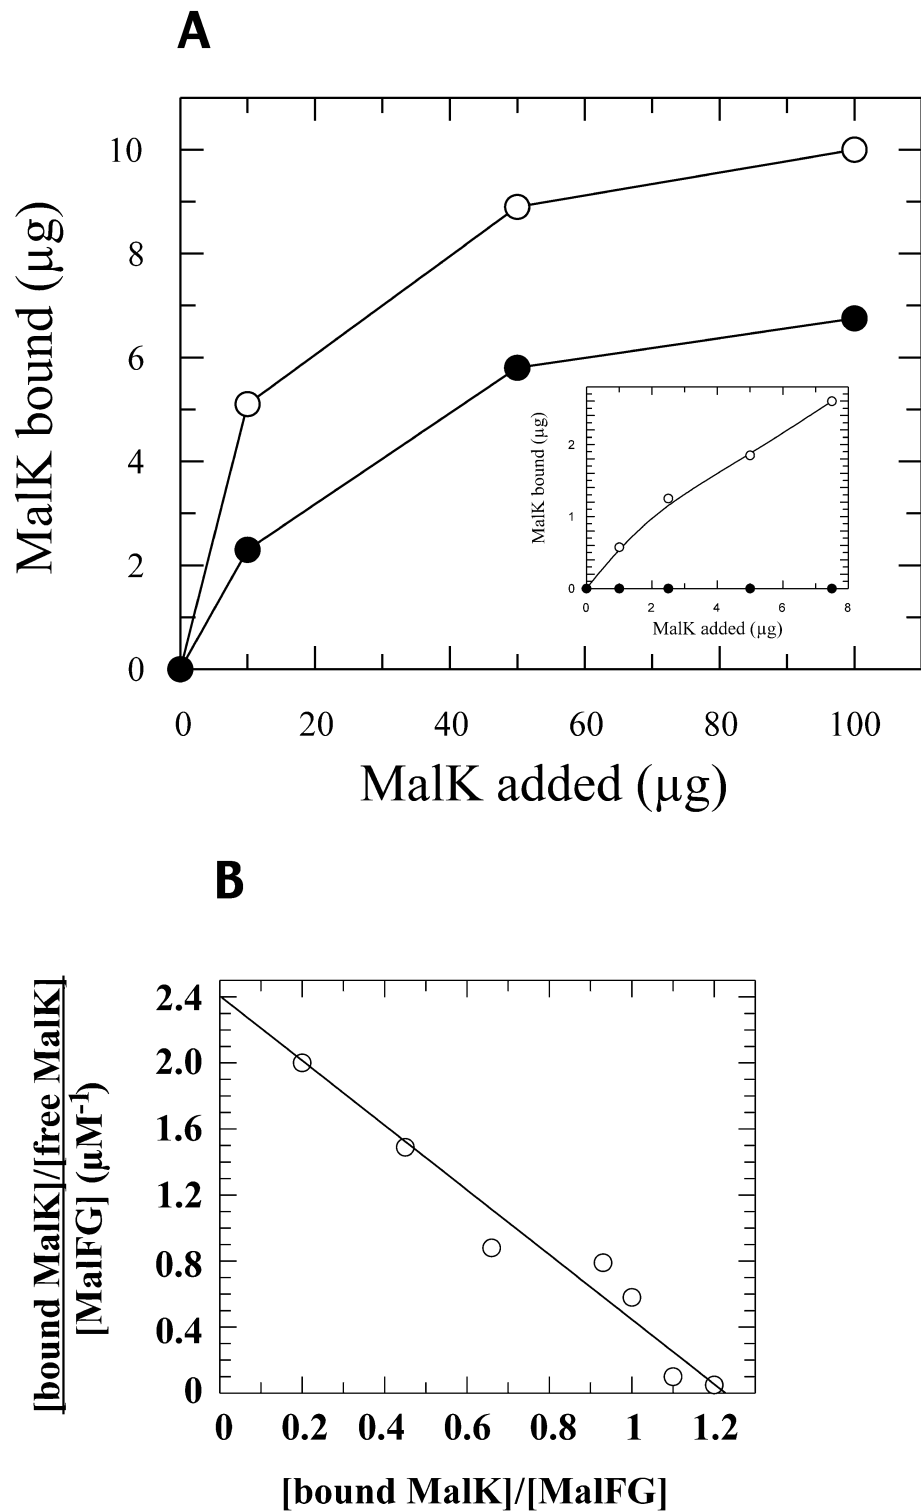 A
10
8
6
4
2
0
MalK bound (µg)
0 20 40 60 80 100
MalK added (µg)
MalK bound (µg)
2
1
0
0 2 4 6 8
MalK added (µg)
B
[bound MalK]/[free MalK]
[MalFG] (µM-1)
2.4
2.0
1.6
1.2
0.8
0.4
0
0 0.2 0.4 0.6 0.8 1 1.2
[bound MalK]/[MalFG]